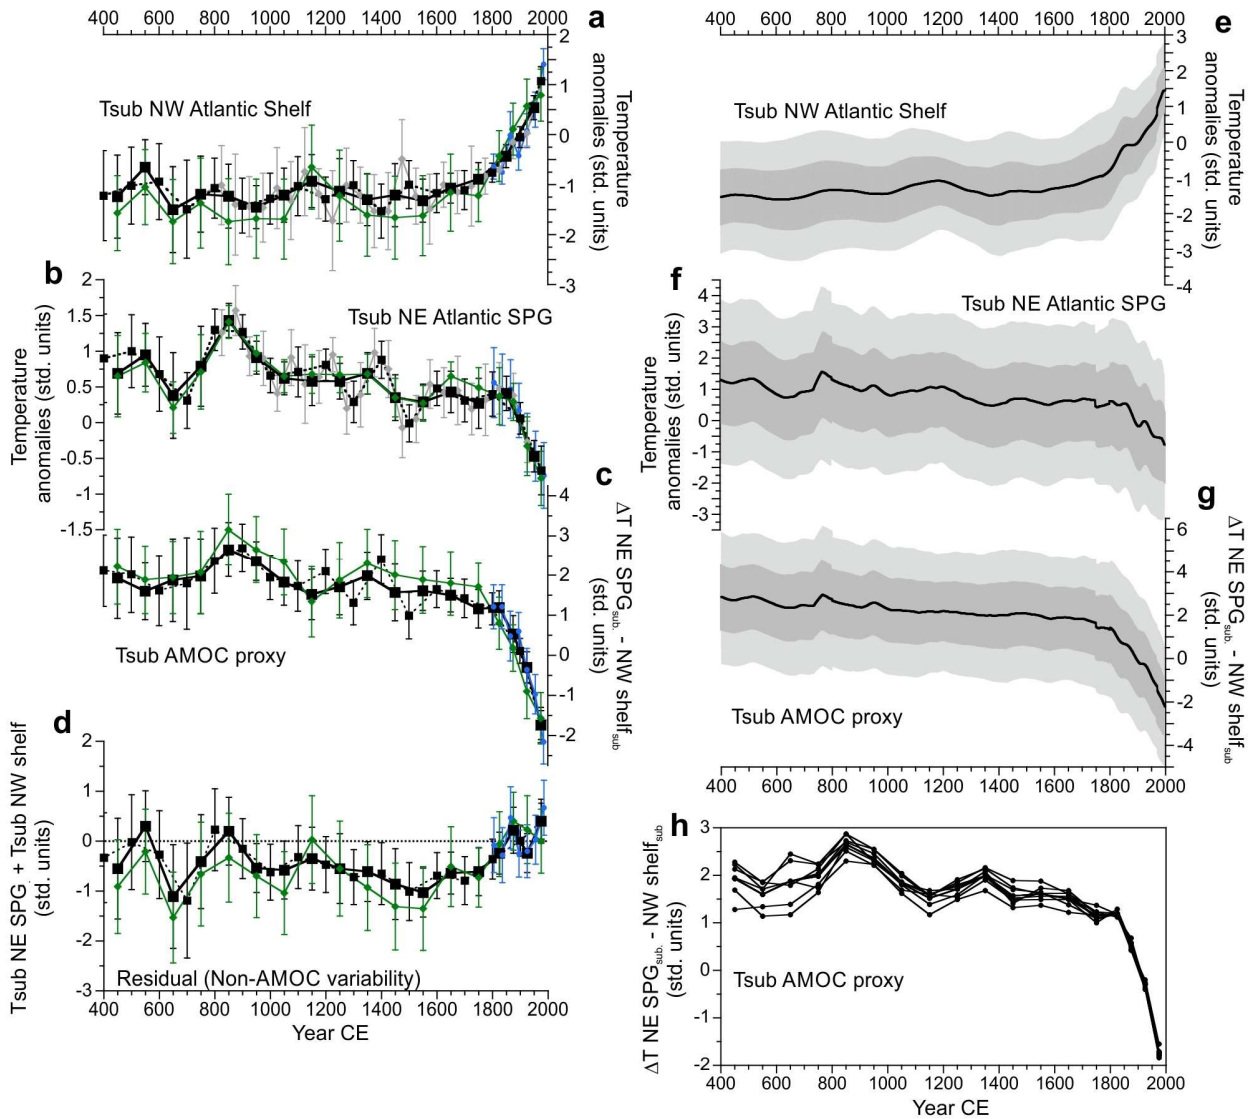 a
400 600 800 1000 1200 1400 1600 1800 2000
2
1
0
-1
-2
-3
Temperature
anomalies (std. units)
Tsub NW Atlantic Shelf
b
2
1.5
1
0.5
0
-0.5
-1
-1.5
Temperature
anomalies (std. units)
Tsub NE Atlantic SPG
c
4
3
2
1
0
-1
-2
ΔT NE SPGsub. - NW shelfsub
(std. units)
Tsub AMOC proxy
d
2
1
0
-1
-2
-3
Tsub NE SPG + Tsub NW shelf
(std. units)
Residual (Non-AMOC variability)
400 600 800 1000 1200 1400 1600 1800 2000
Year CE
e
400 600 800 1000 1200 1400 1600 1800 2000
3
2
1
0
-1
-2
-3
-4
Temperature
anomalies (std. units)
Tsub NW Atlantic Shelf
f
4
3
2
1
0
-1
-2
-3
Temperature
anomalies (std. units)
Tsub NE Atlantic SPG
g
6
4
2
0
-2
-4
ΔT NE SPGsub. - NW shelfsub
(std. units)
Tsub AMOC proxy
400 600 800 1000 1200 1400 1600 1800 2000
h
3
2
1
0
-1
-2
ΔT NE SPGsub. - NW shelfsub
(std. units)
Tsub AMOC proxy
400 600 800 1000 1200 1400 1600 1800 2000
Year CE